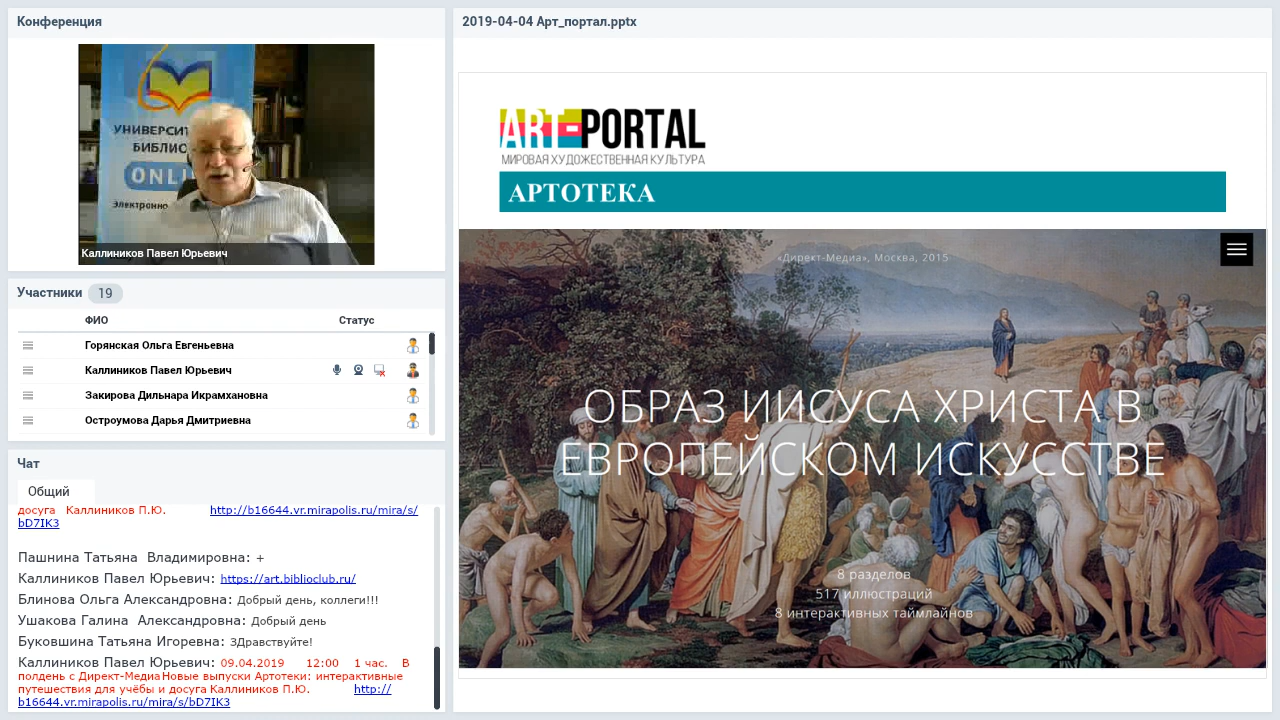 Конференция
УНИВЕРСИТ
БИБЛИО
ONLI
Электронно
Каллиников Павел Юрьевич
Участники 19
ФИО Статус
Горянская Ольга Евгеньевна
Каллиников Павел Юрьевич
Закирова Дильнара Икрамхановна
Остроумова Дарья Дмитриевна
Чат
Общий
досуга Каллиников П.Ю. http://b16644.vr.mirapolis.ru/mira/s/
bD7IK3
Пашнина Татьяна Владимировна: +
Каллиников Павел Юрьевич: https://art.biblioclub.ru/
Блинова Ольга Александровна: Добрый день, коллеги!!!
Ушакова Галина Александровна: Добрый день
Буковшина Татьяна Игоревна: ЗДравствуйте!
Каллиников Павел Юрьевич: 09.04.2019 12:00 1 час. В
полдень с Директ-Медиа Новые выпуски Артотеки: интерактивные
путешествия для учёбы и досуга Каллиников П.Ю. http://
b16644.vr.mirapolis.ru/mira/s/bD7IK3
2019-04-04 Арт_портал.pptx
ART-PORTAL
МИРОВАЯ ХУДОЖЕСТВЕННАЯ КУЛЬТУРА
АРТОТЕКА
«Директ-Медиа», Москва, 2015
ОБРАЗ ИИСУСА ХРИСТА В
ЕВРОПЕЙСКОМ ИСКУССТВЕ
8 разделов
517 иллюстраций
8 интерактивных таймлайнов